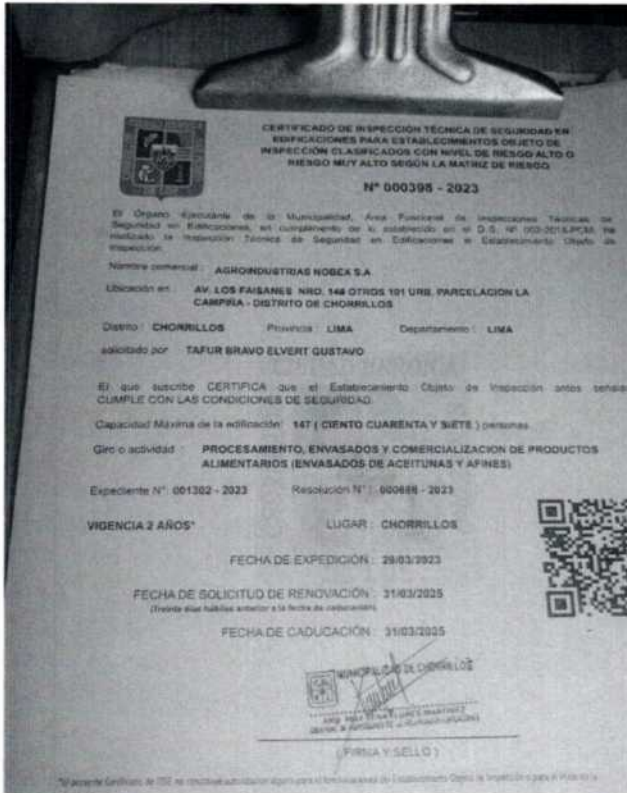 CERTIFICADO DE INSPECCIÓN TÉCNICA DE SEGURIDAD EN
EDIFICACIONES PARA ESTABLECIMIENTOS OBJETO DE
INSPECCIÓN CLASIFICADOS CON NIVEL DE RIESGO ALTO O
RIESGO MUY ALTO SEGÚN LA MATRIZ DE RIESGO
N° 000398 - 2023
El Órgano Ejecutante de la Municipalidad, Área Funcional de Inspecciones Técnicas de
Seguridad en Edificaciones, en cumplimiento de lo establecido en el D.S. N° 002-2018-PCM, ha
realizado la Inspección Técnica de Seguridad en Edificaciones al Establecimiento Objeto de
Inspección:
Nombre comercial : AGROINDUSTRIAS NOBEX S.A
Ubicación en : AV. LOS FAISANES NRO. 148 OTROS 101 URB. PARCELACION LA
CAMPIÑA - DISTRITO DE CHORRILLOS
Distrito : CHORRILLOS Provincia : LIMA Departamento : LIMA
solicitado por TAFUR BRAVO ELVERT GUSTAVO
El que suscribe CERTIFICA que el Establecimiento Objeto de Inspección antes
CUMPLE CON LAS CONDICIONES DE SEGURIDAD.
Capacidad Máxima de la edificación: 147 ( CIENTO CUARENTA Y SIETE ) personas
Giro o actividad : PROCESAMIENTO, ENVASADOS Y COMERCIALIZACION DE PRODUCTOS
ALIMENTARIOS (ENVASADOS DE ACEITUNAS Y AFINES)
Expediente N°: 001302 - 2023 Resolución N° : 000698 - 2023
VIGENCIA 2 AÑOS* LUGAR : CHORRILLOS
FECHA DE EXPEDICIÓN : /03/2023
FECHA DE SOLICITUD DE RENOVACIÓN : 31/03/2025
(Treinta días hábiles anterior a la fecha de caducación)
FECHA DE CADUCACIÓN : 31/03/2025
MUNICIPALIDAD DE CHORRILLOS
( FIRMA Y SELLO )